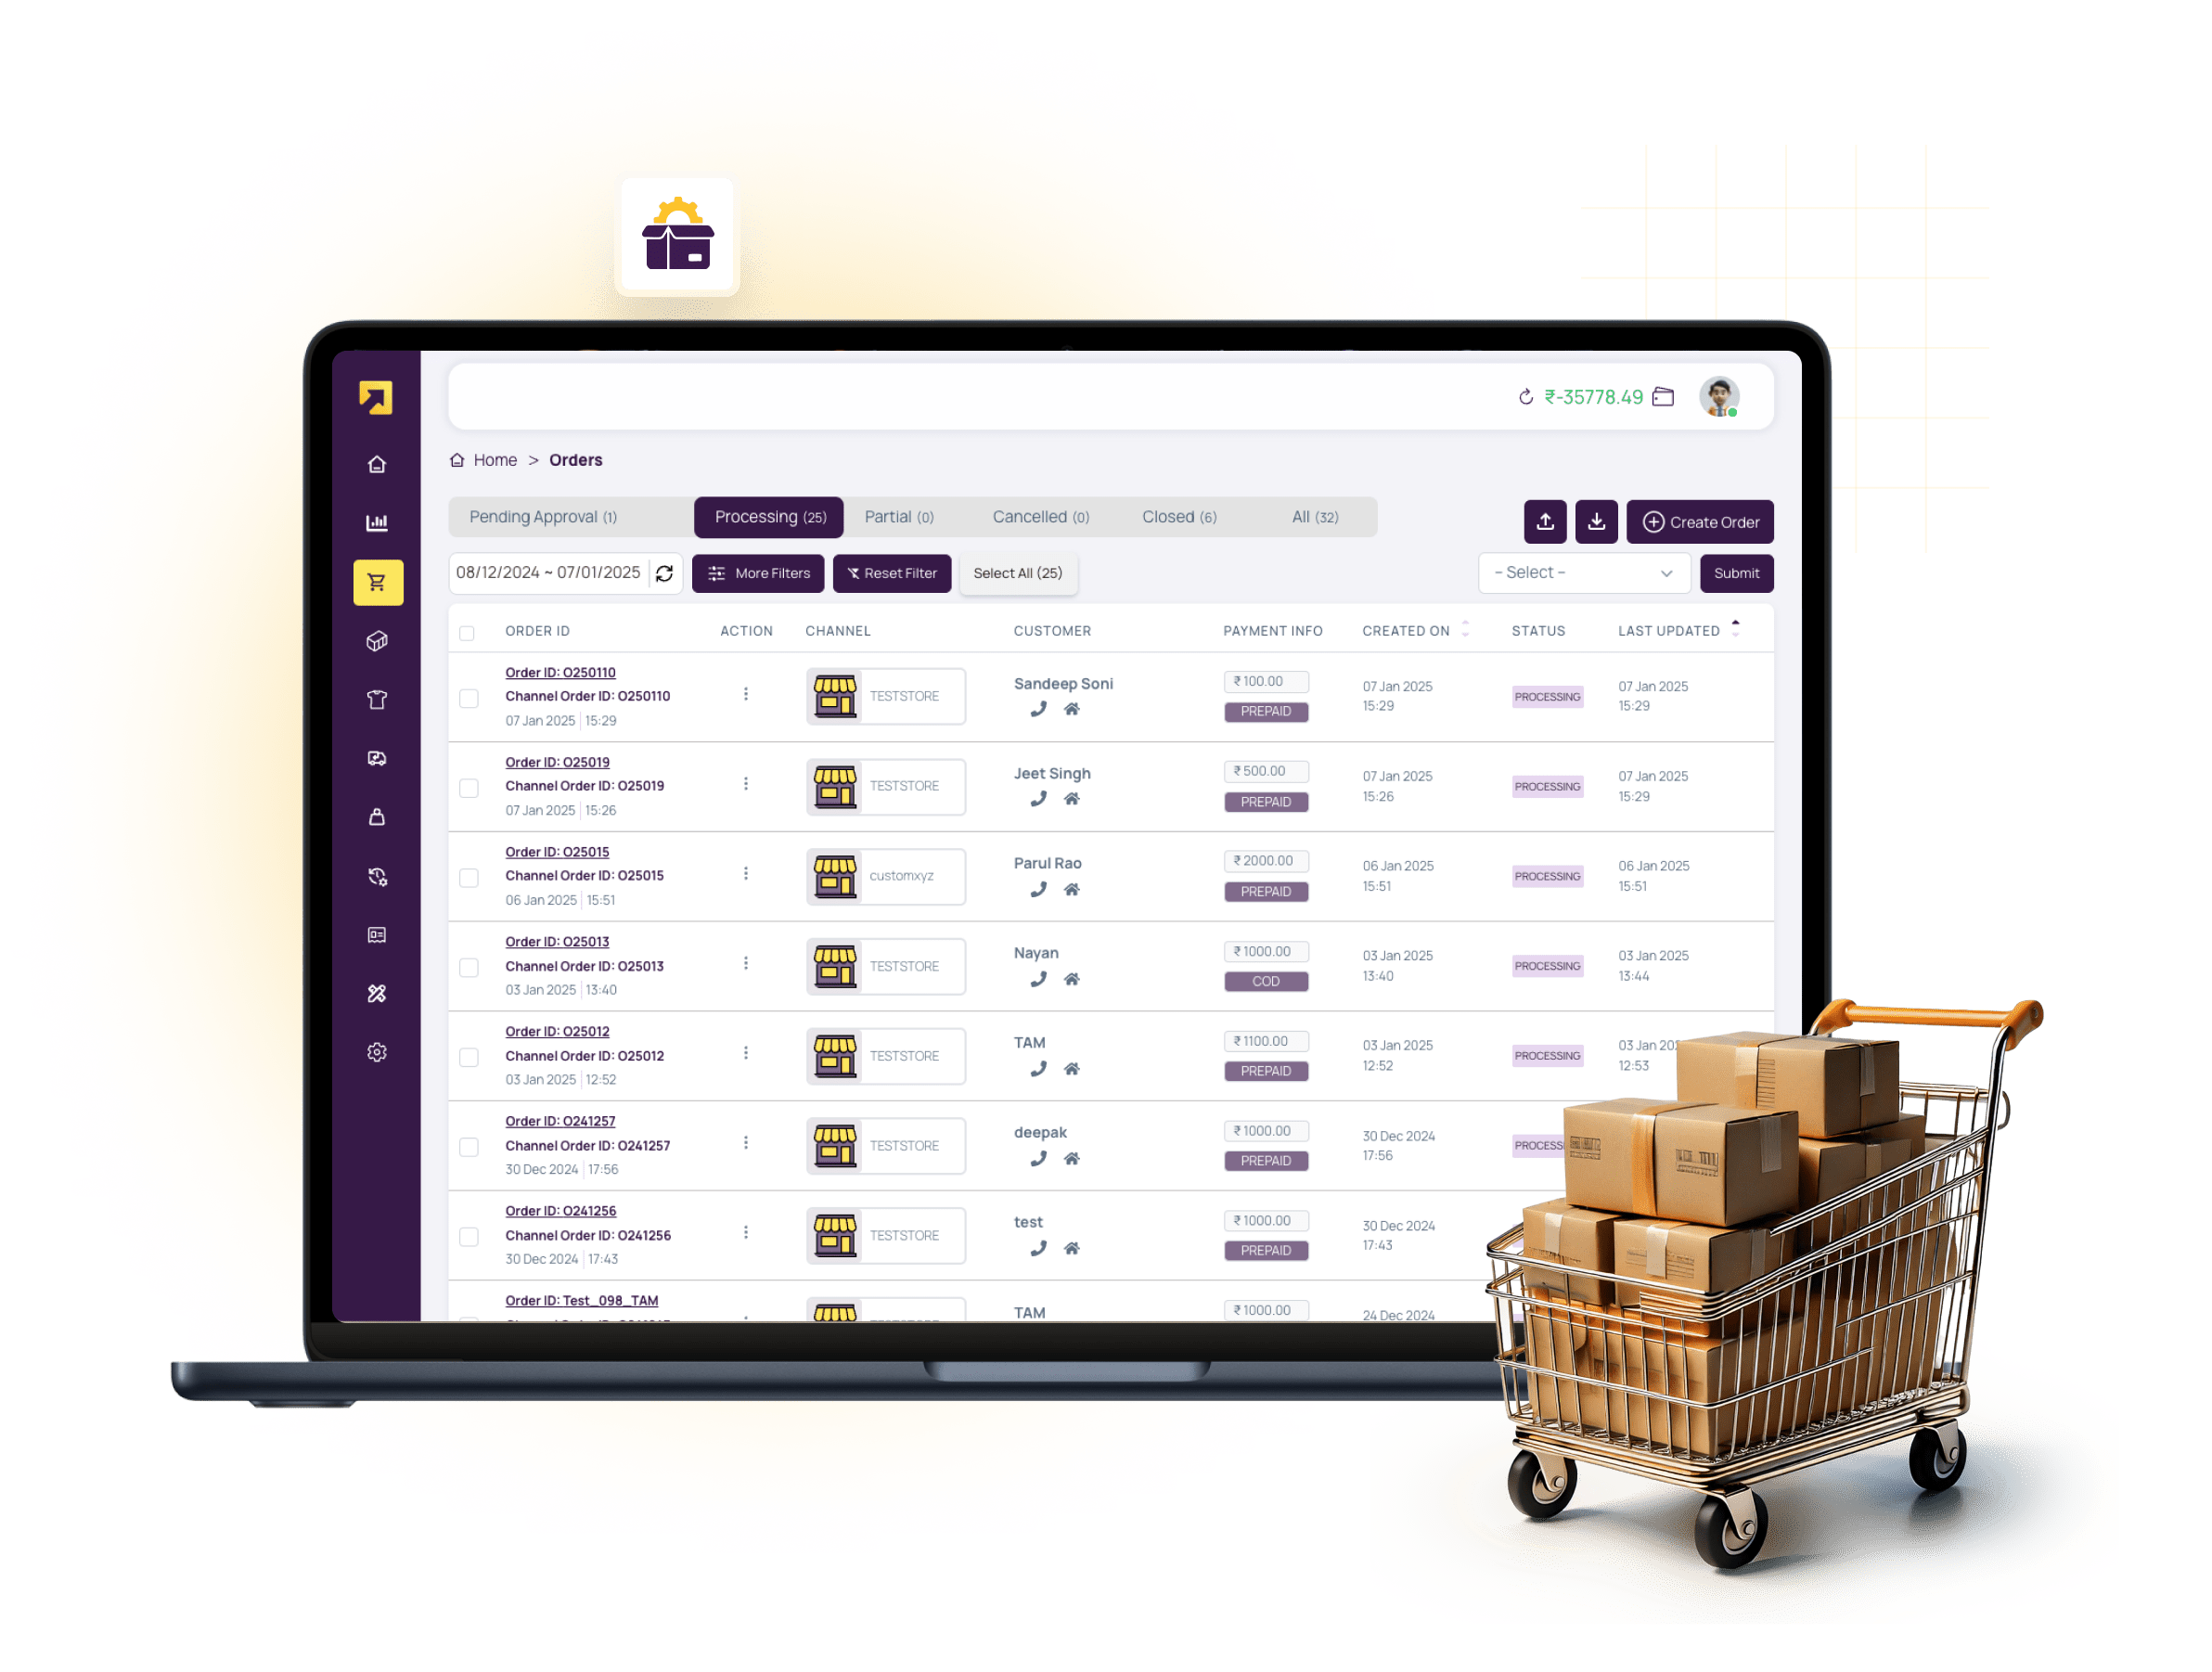 ₹-35778.49
Home > Orders
Pending Approval (1) Processing (25) Partial (0) Cancelled (0) Closed (6) All (32)
Create Order
08/12/2024 ~ 07/01/2025 More Filters Reset Filter Select All (25) - Select - Submit
ORDER ID ACTION CHANNEL CUSTOMER PAYMENT INFO CREATED ON STATUS LAST UPDATED
Order ID: O250110
Channel Order ID: O250110
07 Jan 2025 15:29
TESTSTORE
Sandeep Soni
₹100.00
PREPAID
07 Jan 2025
15:29
PROCESSING
07 Jan 2025
15:29
Order ID: O25019
Channel Order ID: O25019
07 Jan 2025 15:26
TESTSTORE
Jeet Singh
₹500.00
PREPAID
07 Jan 2025
15:26
PROCESSING
07 Jan 2025
15:29
Order ID: O25015
Channel Order ID: O25015
06 Jan 2025 15:51
customxyz
Parul Rao
₹2000.00
PREPAID
06 Jan 2025
15:51
PROCESSING
06 Jan 2025
15:51
Order ID: O25013
Channel Order ID: O25013
03 Jan 2025 13:40
TESTSTORE
Nayan
₹1000.00
COD
03 Jan 2025
13:40
PROCESSING
03 Jan 2025
13:44
Order ID: O25012
Channel Order ID: O25012
03 Jan 2025 12:52
TESTSTORE
TAM
₹1100.00
PREPAID
03 Jan 2025
12:52
PROCESSING
03 Jan
12:53
Order ID: O241257
Channel Order ID: O241257
30 Dec 2024 17:56
TESTSTORE
deepak
₹1000.00
PREPAID
30 Dec 2024
17:56
Order ID: O241256
Channel Order ID: O241256
30 Dec 2024 17:43
TESTSTORE
test
₹1000.00
PREPAID
30 Dec 2024
17:43
Order ID: Test_098_TAM
TAM
₹1000.00
24 Dec 2024